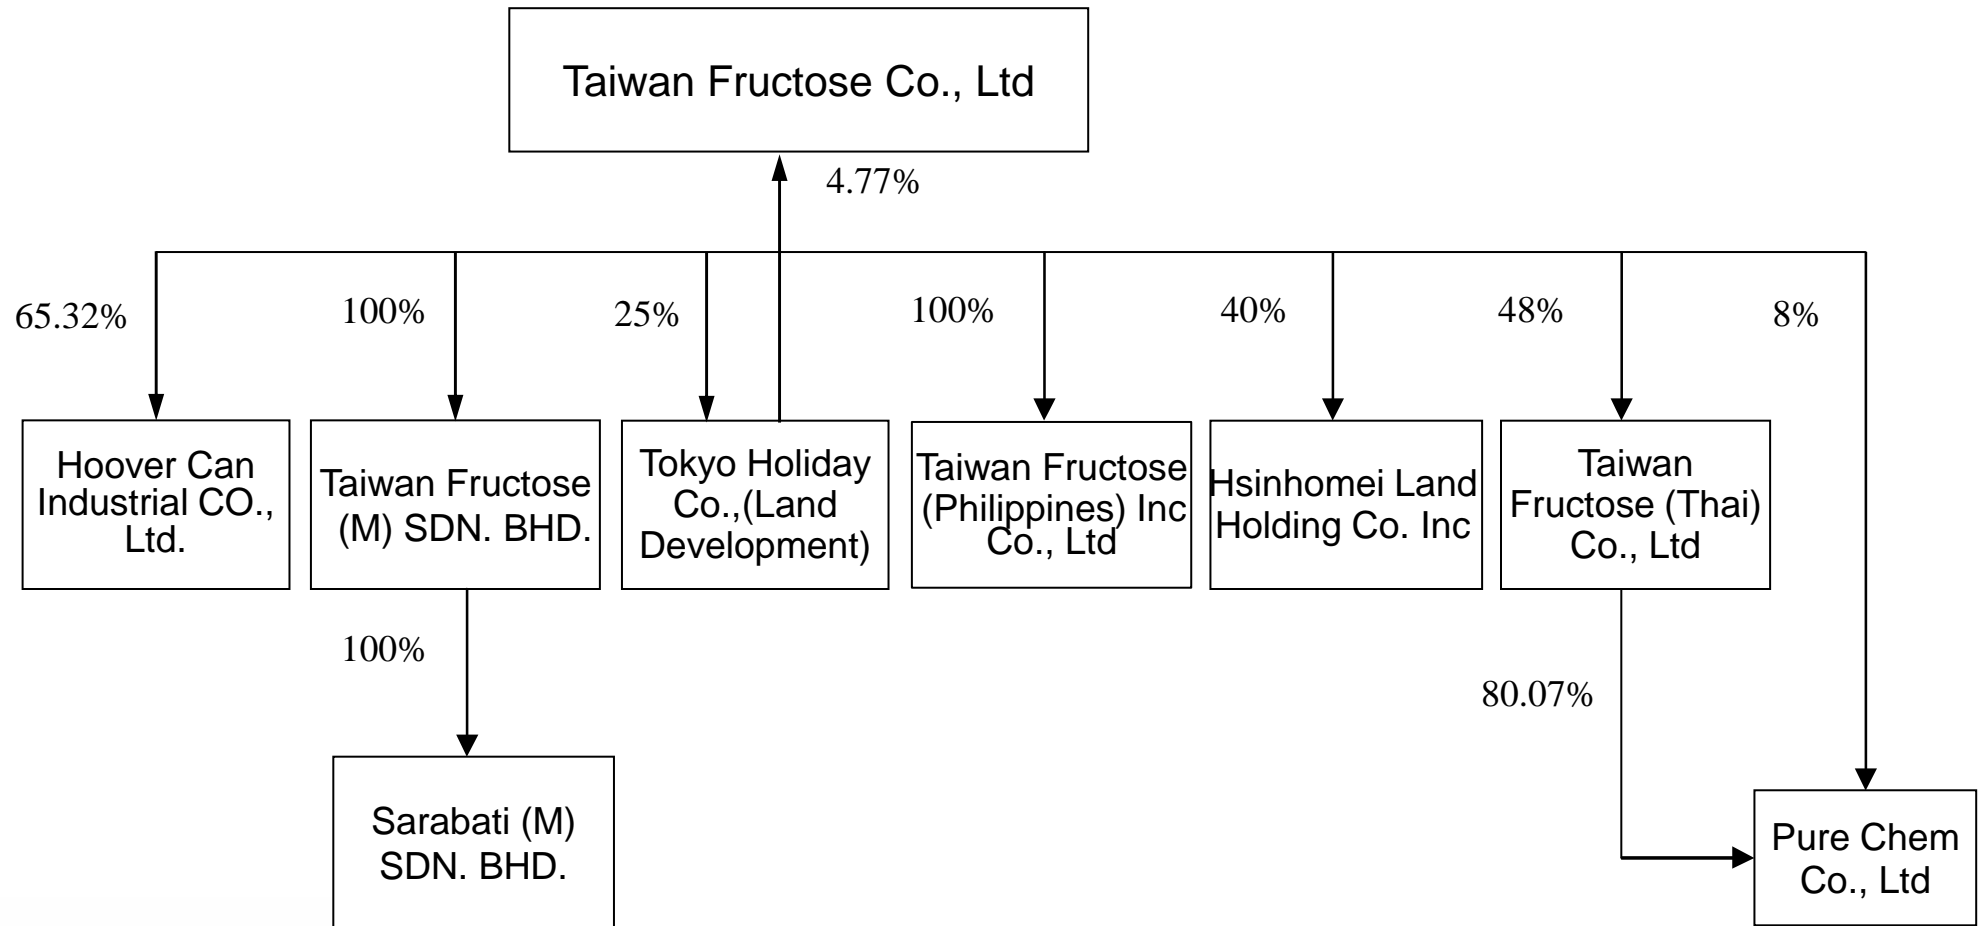 Taiwan Fructose Co., Ltd
4.77%
65.32%
100%
25%
100%
40%
48%
8%
Hoover Can
Industrial CO.,
Ltd.
Taiwan Fructose
(M) SDN. BHD.
Tokyo Holiday
Co.,(Land
Development)
Taiwan Fructose
(Philippines) Inc
Co., Ltd
Hsinhomei Land
Holding Co. Inc
Taiwan
Fructose (Thai)
Co., Ltd
100%
80.07%
Sarabati (M)
SDN. BHD.
Pure Chem
Co., Ltd